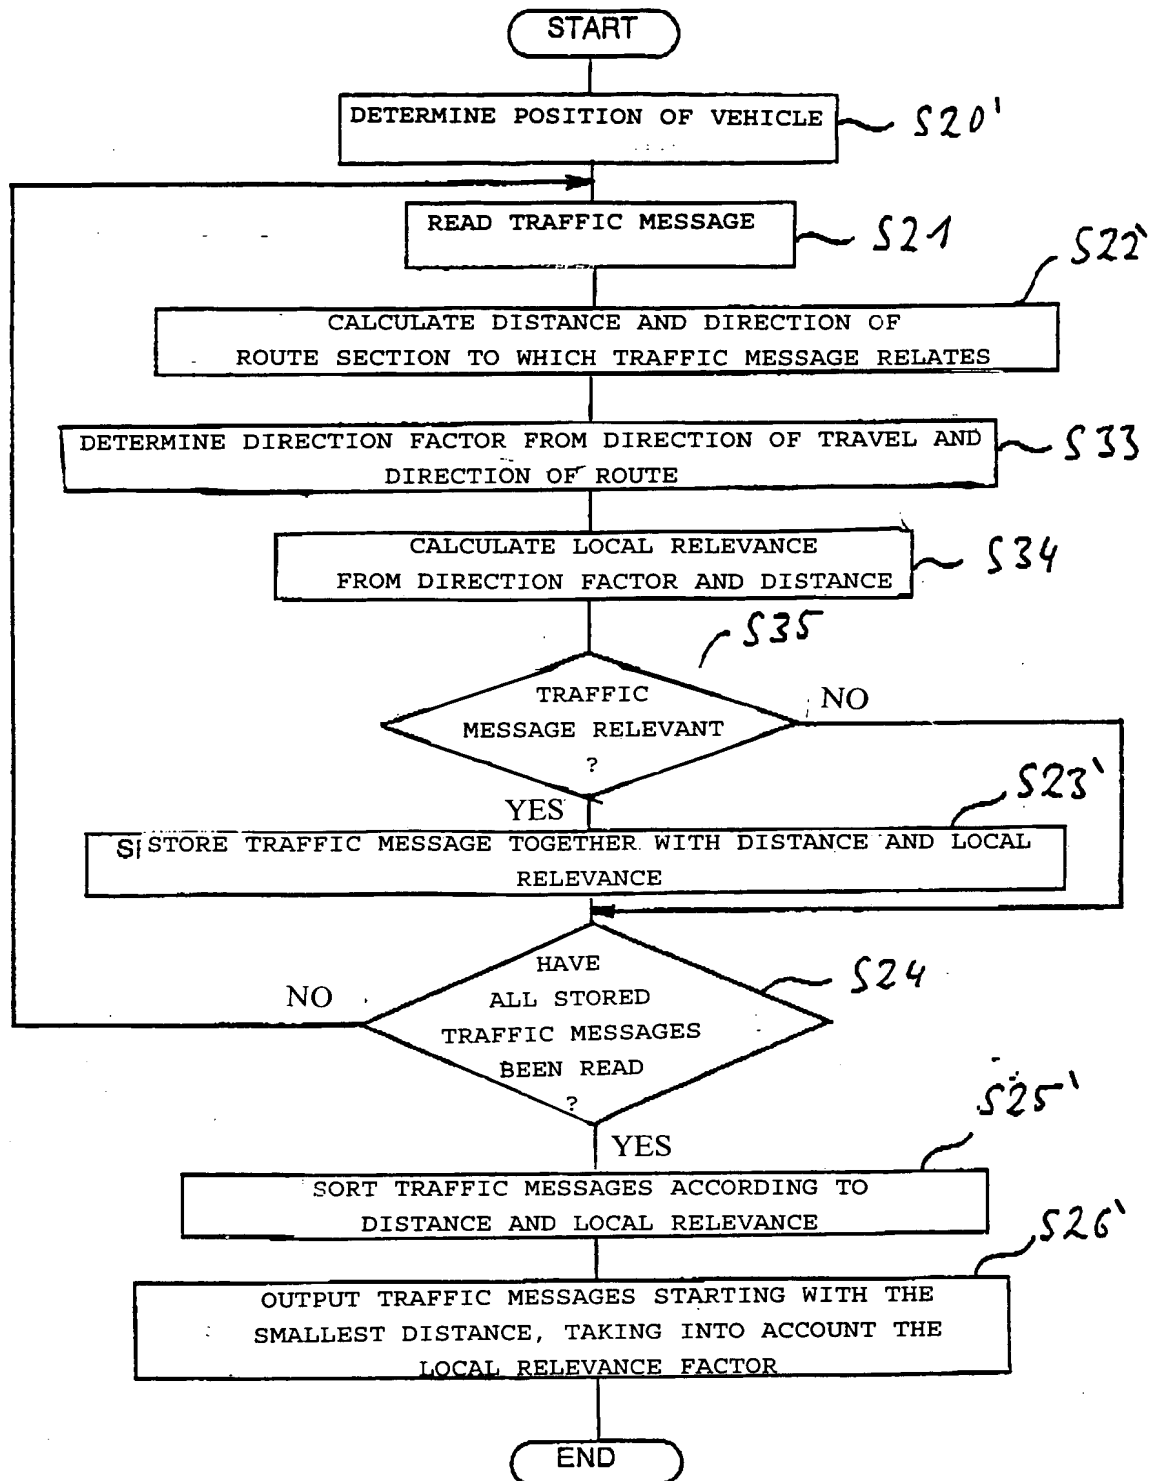 START
DETERMINE POSITION OF VEHICLE
S20'
READ TRAFFIC MESSAGE
S21
S22'
CALCULATE DISTANCE AND DIRECTION OF
ROUTE SECTION TO WHICH TRAFFIC MESSAGE RELATES
DETERMINE DIRECTION FACTOR FROM DIRECTION OF TRAVEL AND
DIRECTION OF ROUTE
S33
CALCULATE LOCAL RELEVANCE
FROM DIRECTION FACTOR AND DISTANCE
S34
S35
TRAFFIC
MESSAGE RELEVANT
?
NO
YES
S23'
STORE TRAFFIC MESSAGE TOGETHER WITH DISTANCE AND LOCAL
RELEVANCE
HAVE
ALL STORED
TRAFFIC MESSAGES
BEEN READ
?
S24
NO
YES
S25'
SORT TRAFFIC MESSAGES ACCORDING TO
DISTANCE AND LOCAL RELEVANCE
S26'
OUTPUT TRAFFIC MESSAGES STARTING WITH THE
SMALLEST DISTANCE, TAKING INTO ACCOUNT THE
LOCAL RELEVANCE FACTOR
END